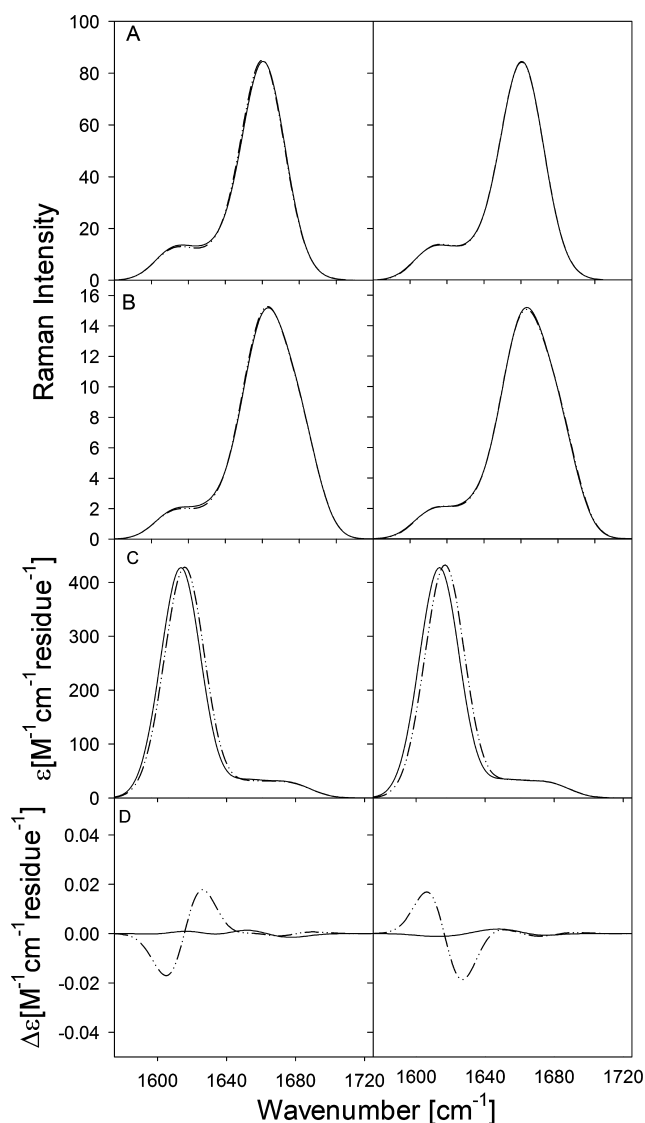 A
100
80
60
40
20
0
Raman Intensity
B
16
14
12
10
8
6
4
2
0
C
400
300
200
100
0
ε[M⁻¹cm⁻¹residue⁻¹]
D
0.04
0.02
0.00
-0.02
-0.04
Δε[M⁻¹cm⁻¹residue⁻¹]
1600 1640 1680 1720 1600 1640 1680 1720
Wavenumber [cm⁻¹]